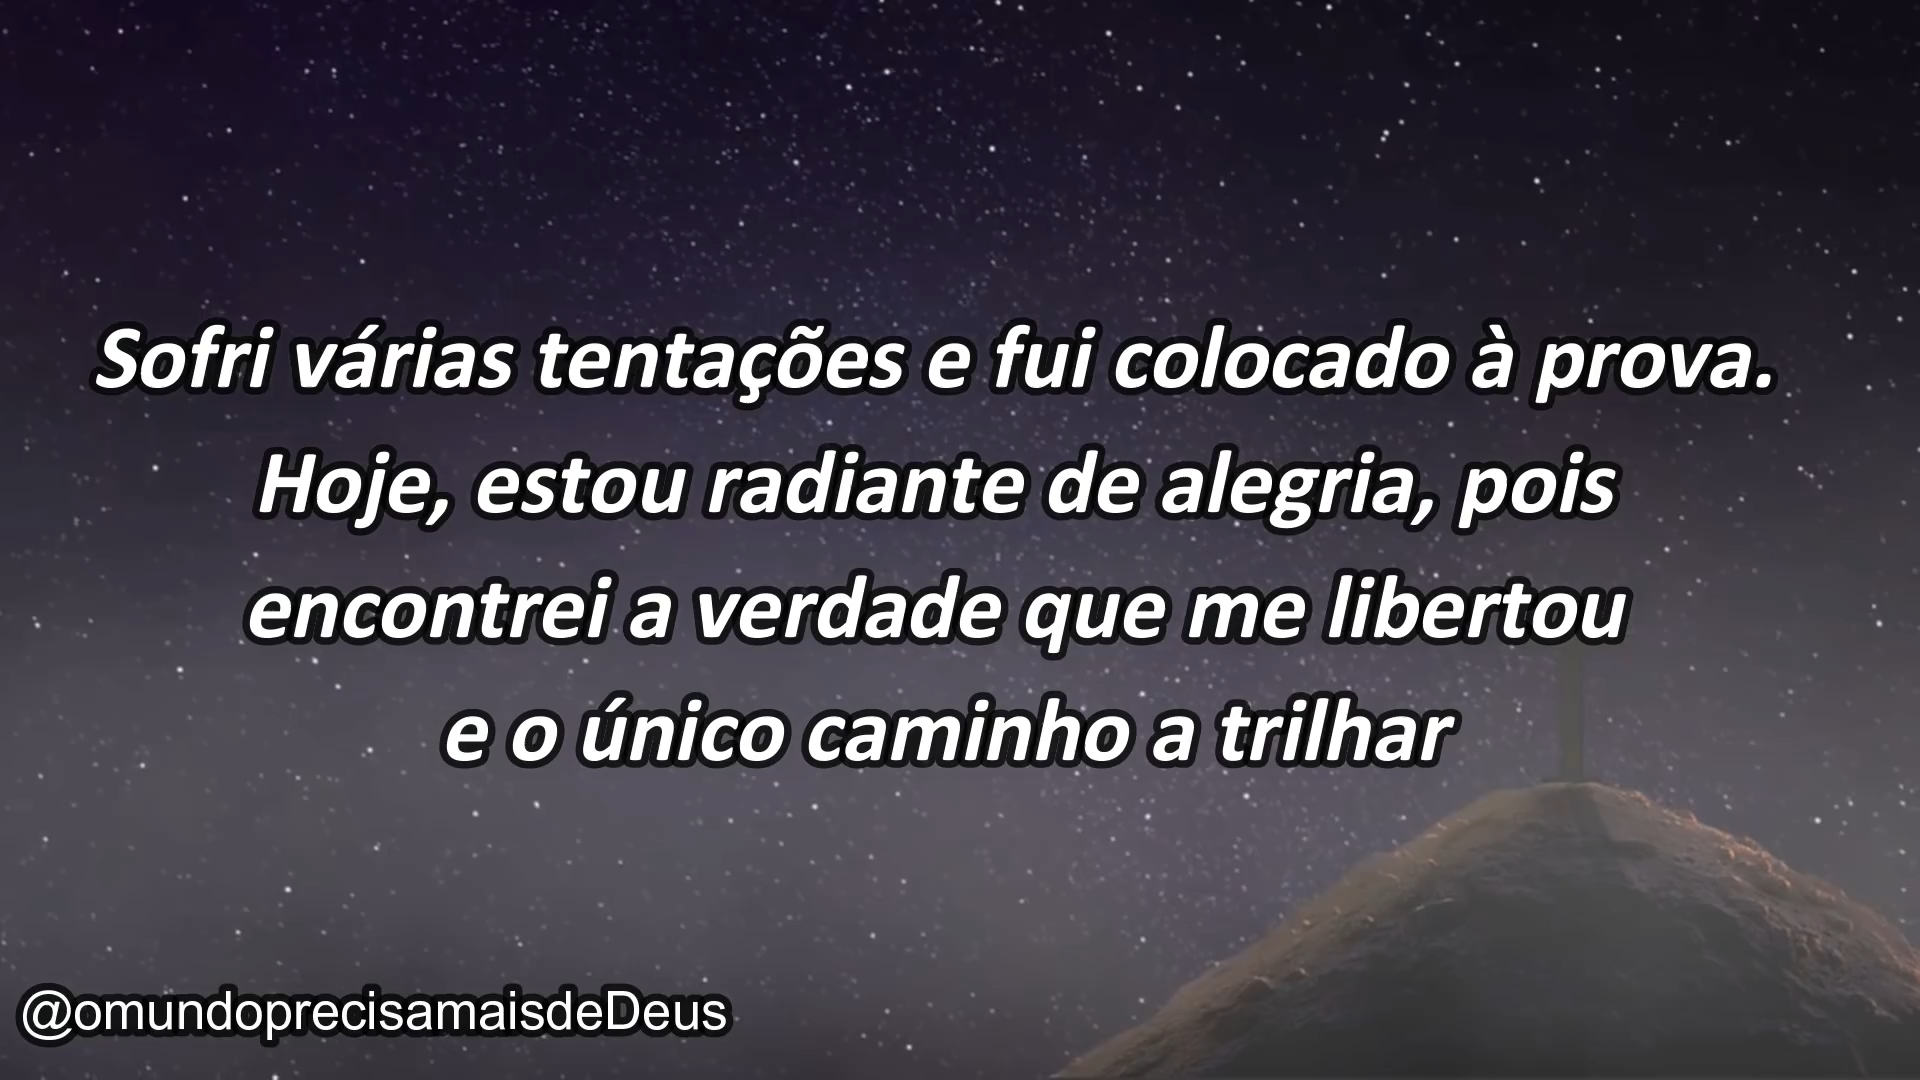 Sofri várias tentações e fui colocado à prova.
Hoje, estou radiante de alegria, pois
encontrei a verdade que me libertou
e o único caminho a trilhar
@omundoprecisamaisdeDeus